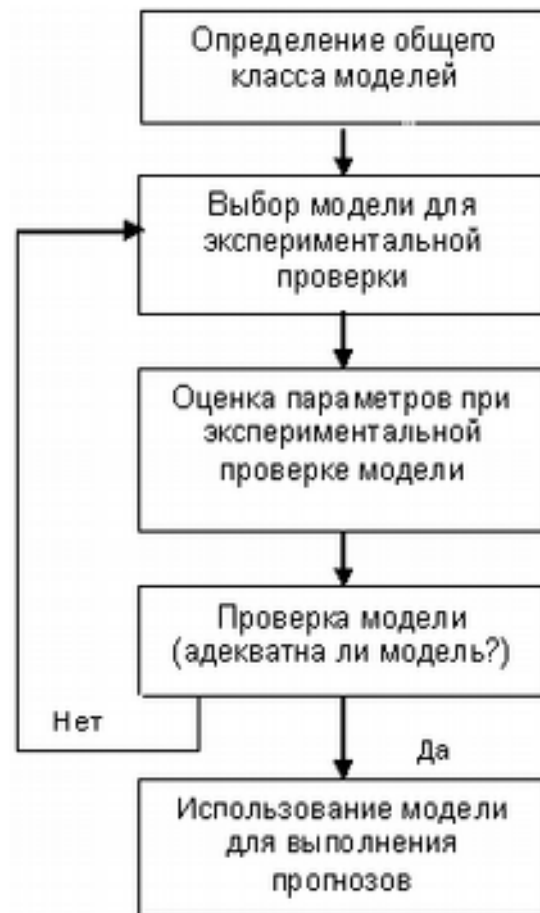 Определение общего
класса моделей
Выбор модели для
экспериментальной
проверки
Оценка параметров при
экспериментальной
проверке модели
Проверка модели
(адекватна ли модель?)
Нет
Да
Использование модели
для выполнения
прогнозов